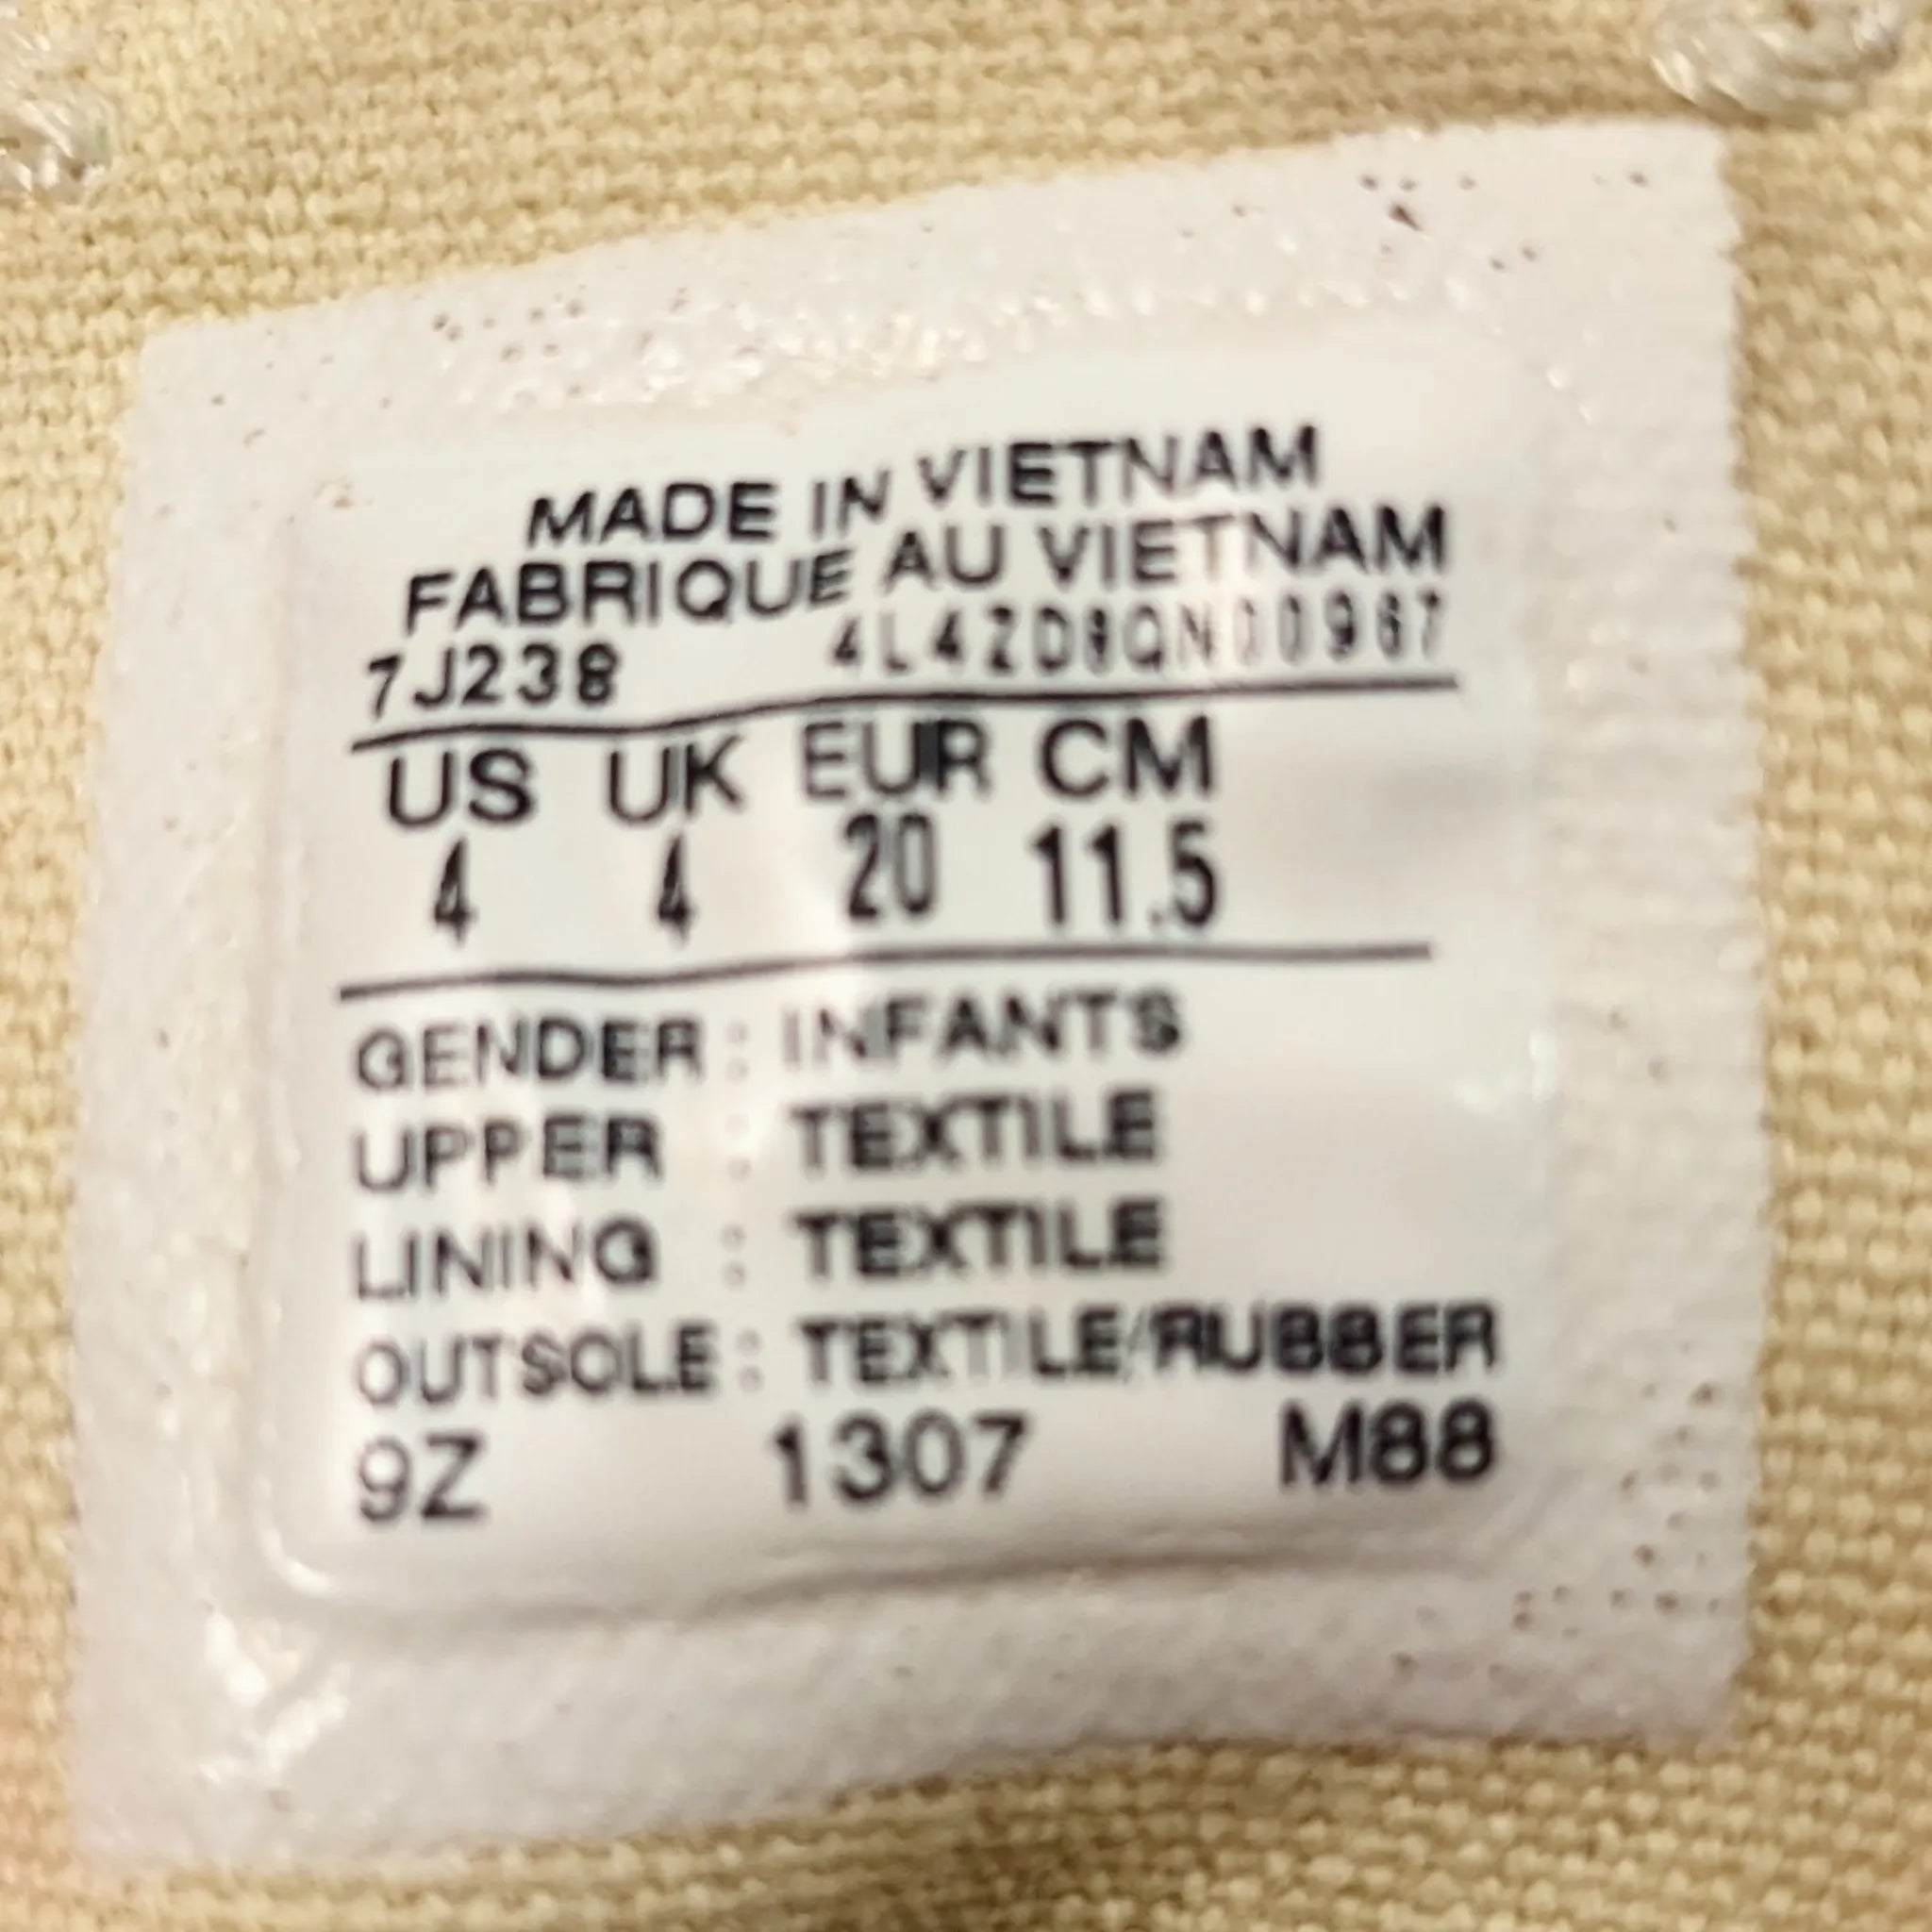 MADE IN VIETNAM
FABRIQUE AU VIETNAM
7J238 4L4ZD8QN00967
US UK EUR CM
4 4 20 11.5
GENDER : INFANTS
UPPER : TEXTILE
LINING : TEXTILE
OUTSOLE : TEXTILE/RUBBER
9Z 1307 M88